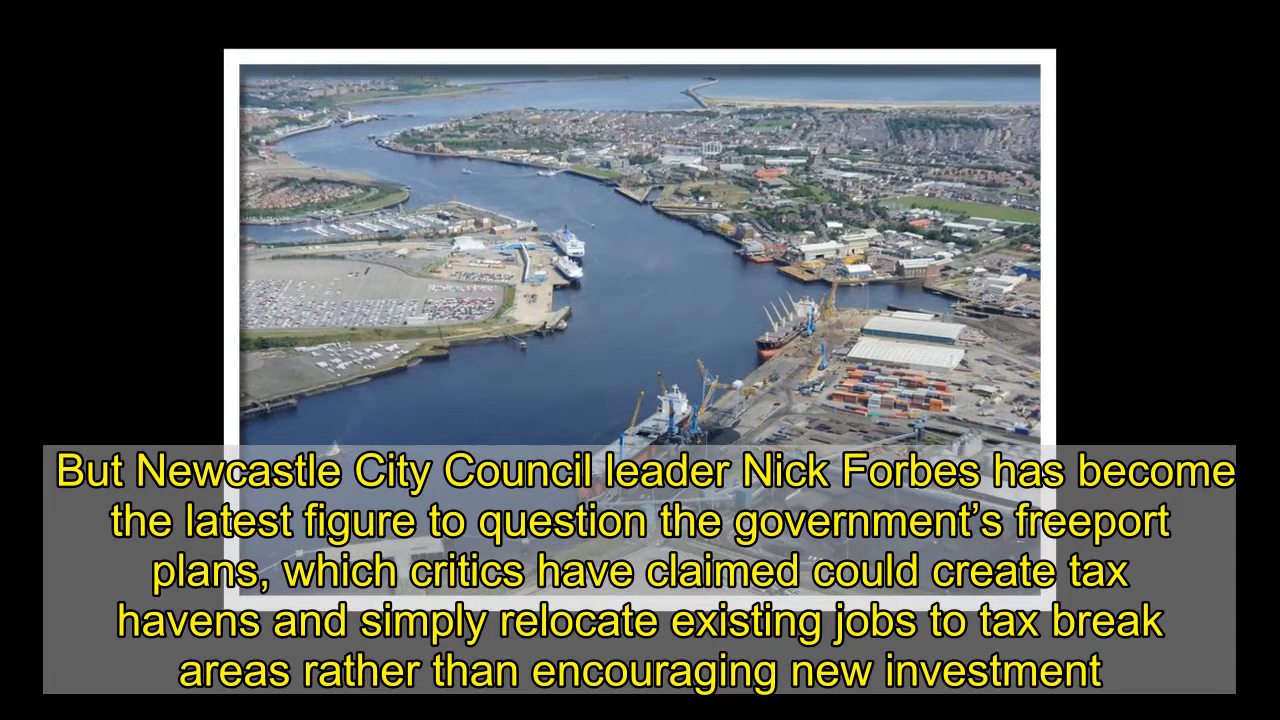 But Newcastle City Council leader Nick Forbes has become
the latest figure to question the government’s freeport
plans, which critics have claimed could create tax
havens and simply relocate existing jobs to tax break
areas rather than encouraging new investment